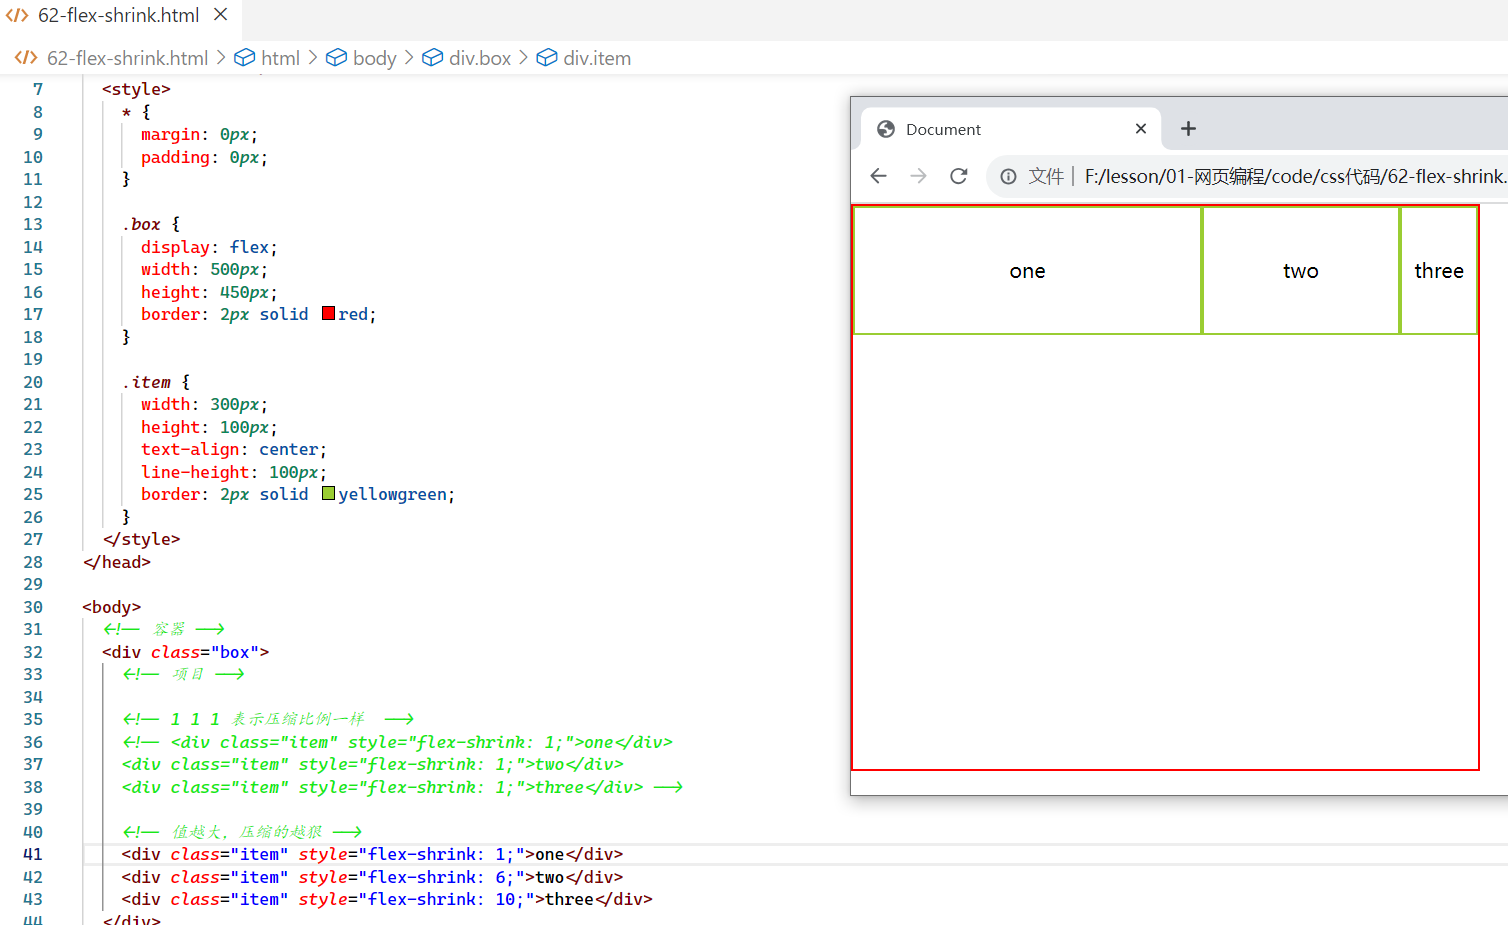 62-flex-shrink.html
62-flex-shrink.html > html > body > div.box > div.item
7 <style>
8 * {
9 margin: 0px;
10 padding: 0px;
11 }
12
13 .box {
14 display: flex;
15 width: 500px;
16 height: 450px;
17 border: 2px solid red;
18 }
19
20 .item {
21 width: 300px;
22 height: 100px;
23 text-align: center;
24 line-height: 100px;
25 border: 2px solid yellowgreen;
26 }
27 </style>
28 </head>
29
30 <body>
31 <!-- 容器 -->
32 <div class="box">
33 <!-- 项目 -->
34
35 <!-- 1 1 1 表示压缩比例一样 -->
36 <!-- <div class="item" style="flex-shrink: 1;">one</div>
37 <div class="item" style="flex-shrink: 1;">two</div>
38 <div class="item" style="flex-shrink: 1;">three</div> -->
39
40 <!-- 值越大, 压缩的越狠 -->
41 <div class="item" style="flex-shrink: 1;">one</div>
42 <div class="item" style="flex-shrink: 6;">two</div>
43 <div class="item" style="flex-shrink: 10;">three</div>
44 </div>
Document
文件 | F:/lesson/01-网页编程/code/css代码/62-flex-shrink.
one two three